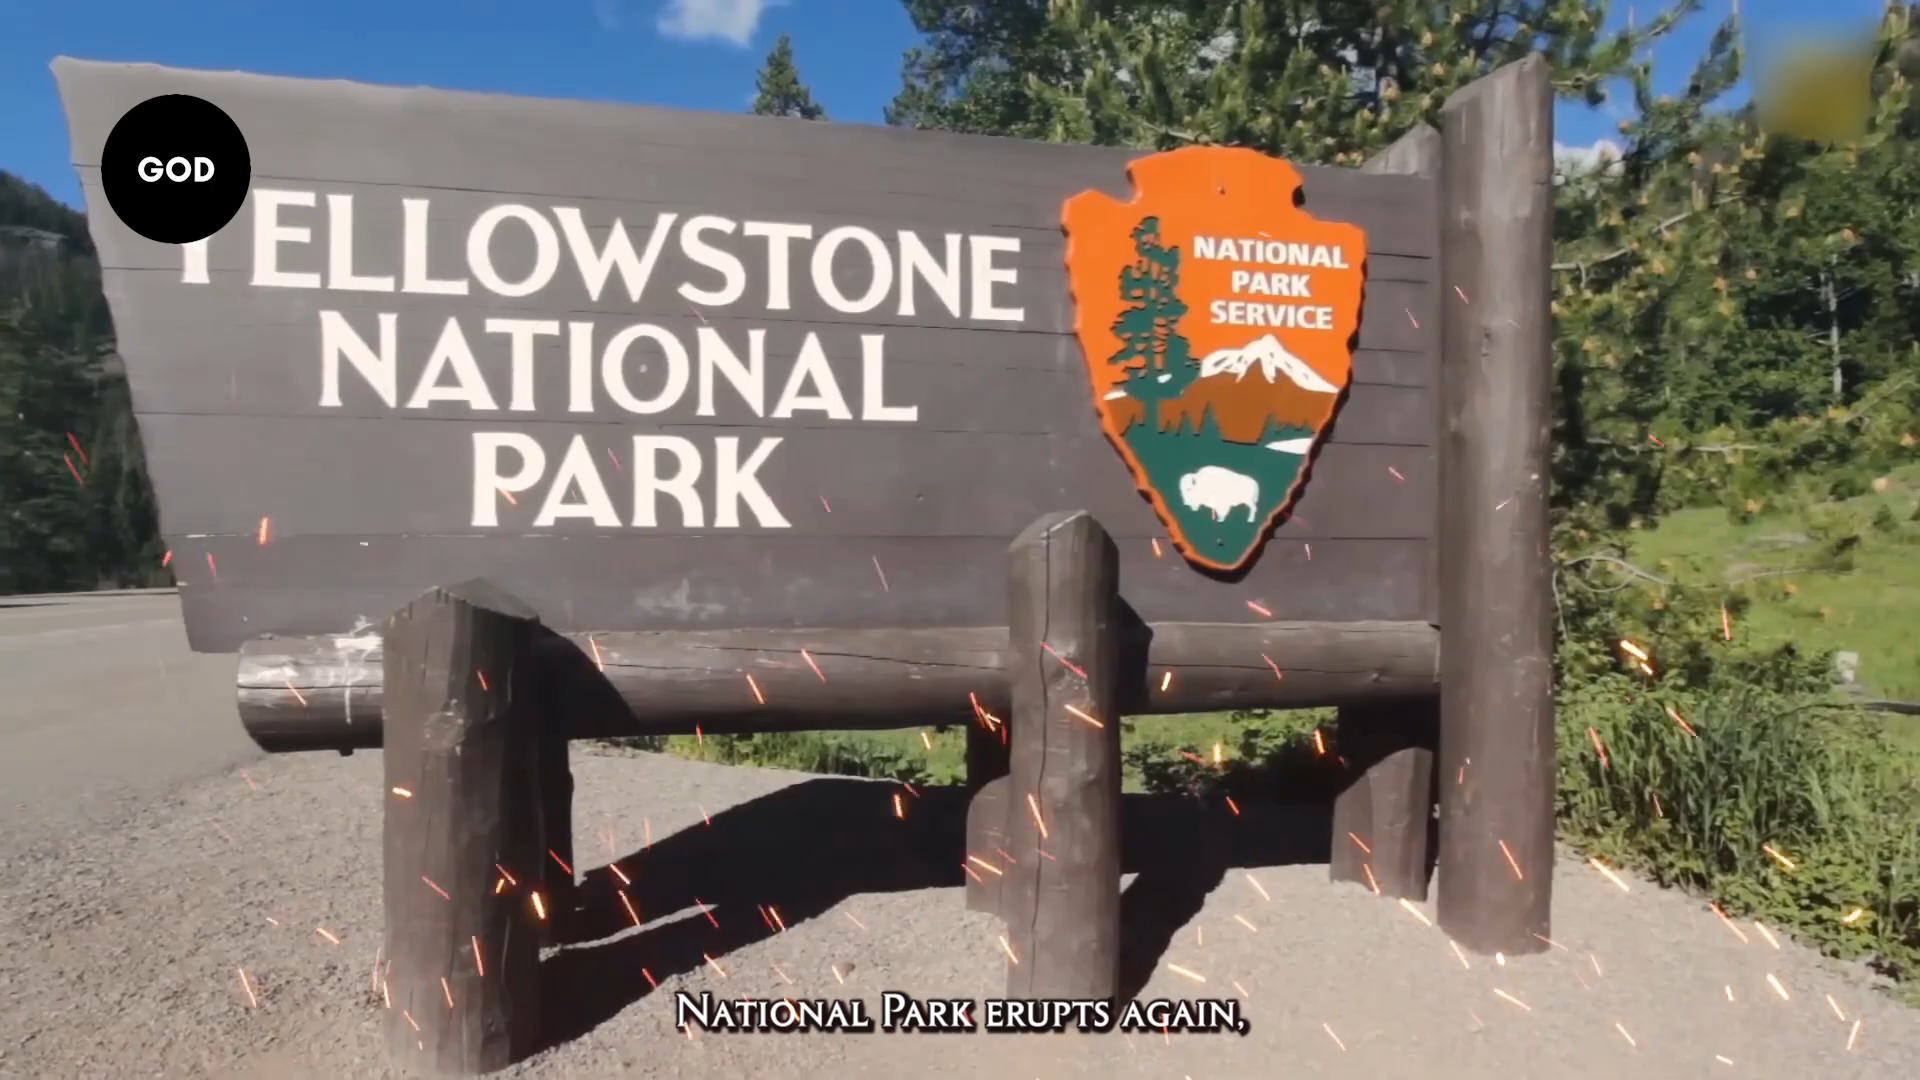 GOD
YELLOWSTONE
NATIONAL
PARK
NATIONAL
PARK
SERVICE
National Park erupts again,